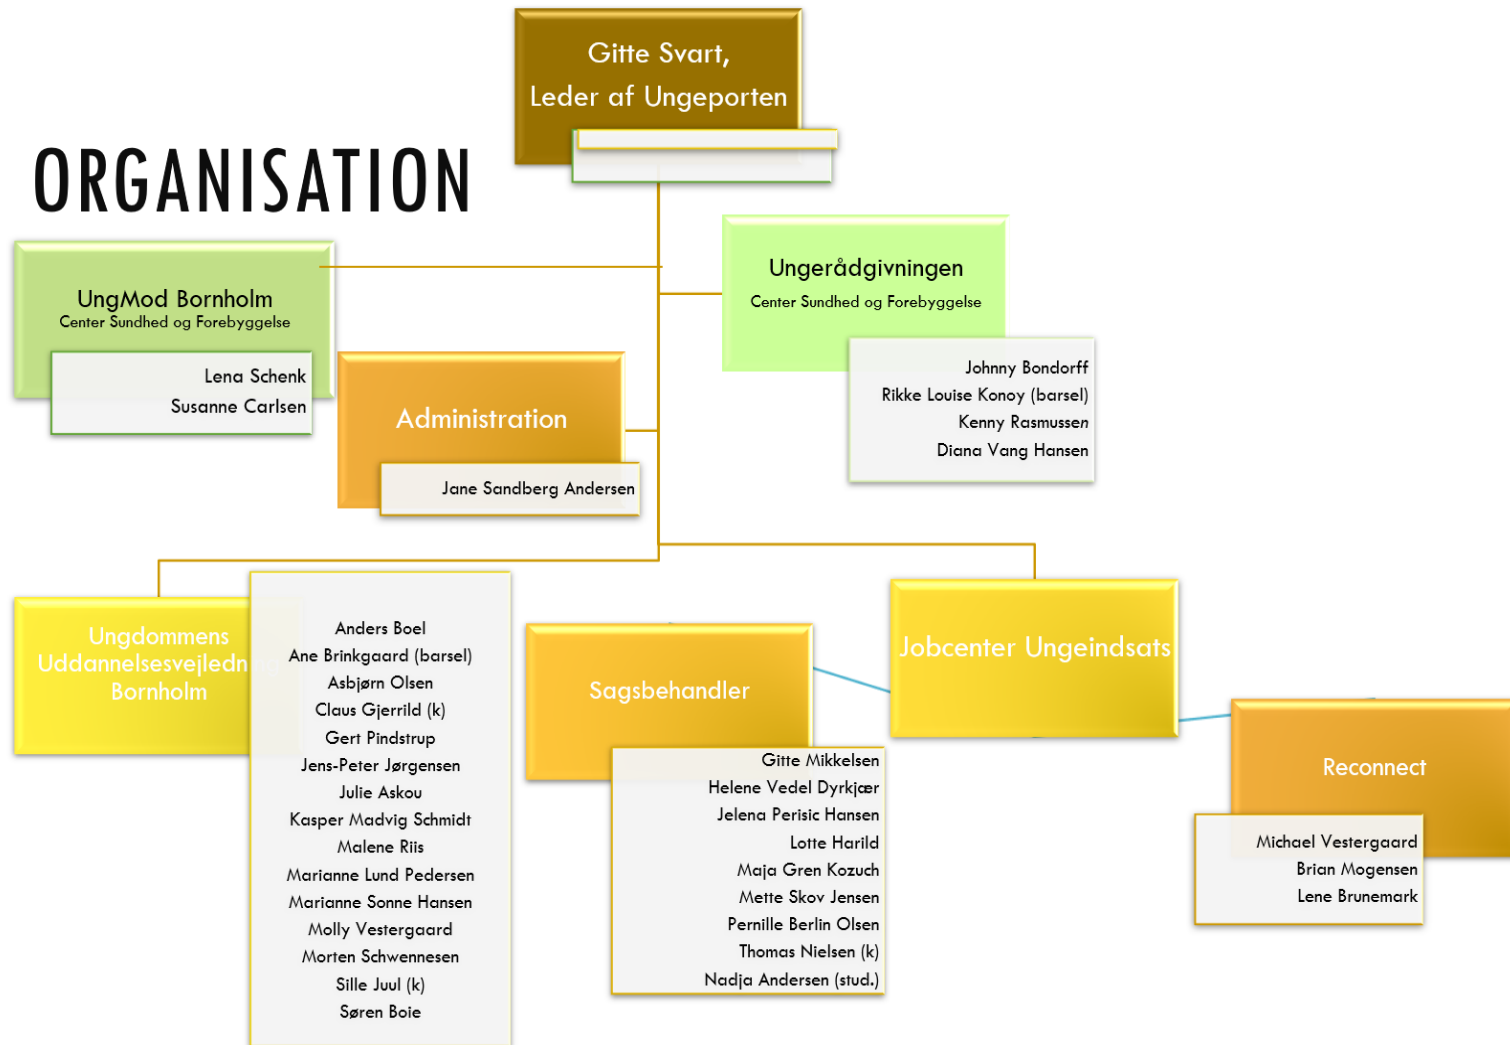 Gitte Svart,
Leder af Ungeporten
ORGANISATION
UngMod Bornholm
Center Sundhed og Forebyggelse
Lena Schenk
Susanne Carlsen
Ungerådgivningen
Center Sundhed og Forebyggelse
Johnny Bondorff
Rikke Louise Konoy (barsel)
Kenny Rasmussen
Diana Vang Hansen
Administration
Jane Sandberg Andersen
Ungdommens
Uddannelsesvejledning
Bornholm
Anders Boel
Ane Brinkgaard (barsel)
Asbjørn Olsen
Claus Gjerrild (k)
Gert Pindstrup
Jens-Peter Jørgensen
Julie Askou
Kasper Madvig Schmidt
Malene Riis
Marianne Lund Pedersen
Marianne Sonne Hansen
Molly Vestergaard
Morten Schwennesen
Sille Juul (k)
Søren Boie
Sagsbehandler
Gitte Mikkelsen
Helene Vedel Dyrkjær
Jelena Perisic Hansen
Lotte Harild
Maja Gren Kozuch
Mette Skov Jensen
Pernille Berlin Olsen
Thomas Nielsen (k)
Nadja Andersen (stud.)
Jobcenter Ungeindsats
Reconnect
Michael Vestergaard
Brian Mogensen
Lene Brunemark